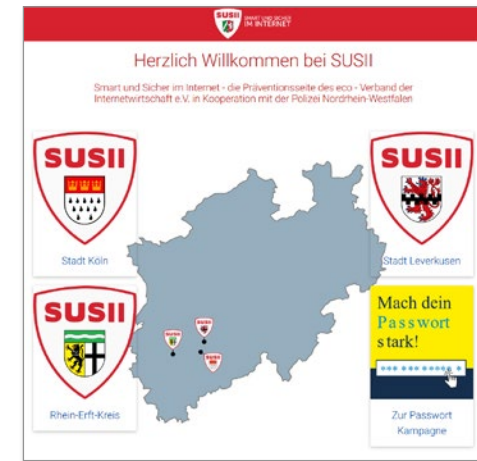 SUSII SMART UND SICHER
IM INTERNET
Herzlich Willkommen bei SUSII
Smart und Sicher im Internet - die Präventionsseite des eco - Verband der
Internetwirtschaft e.V. in Kooperation mit der Polizei Nordrhein-Westfalen
SUSII
Stadt Köln
SUSII
Stadt Leverkusen
SUSII
Rhein-Erft-Kreis
Mach dein
Passwort
stark!
Zur Passwort
Kampagne